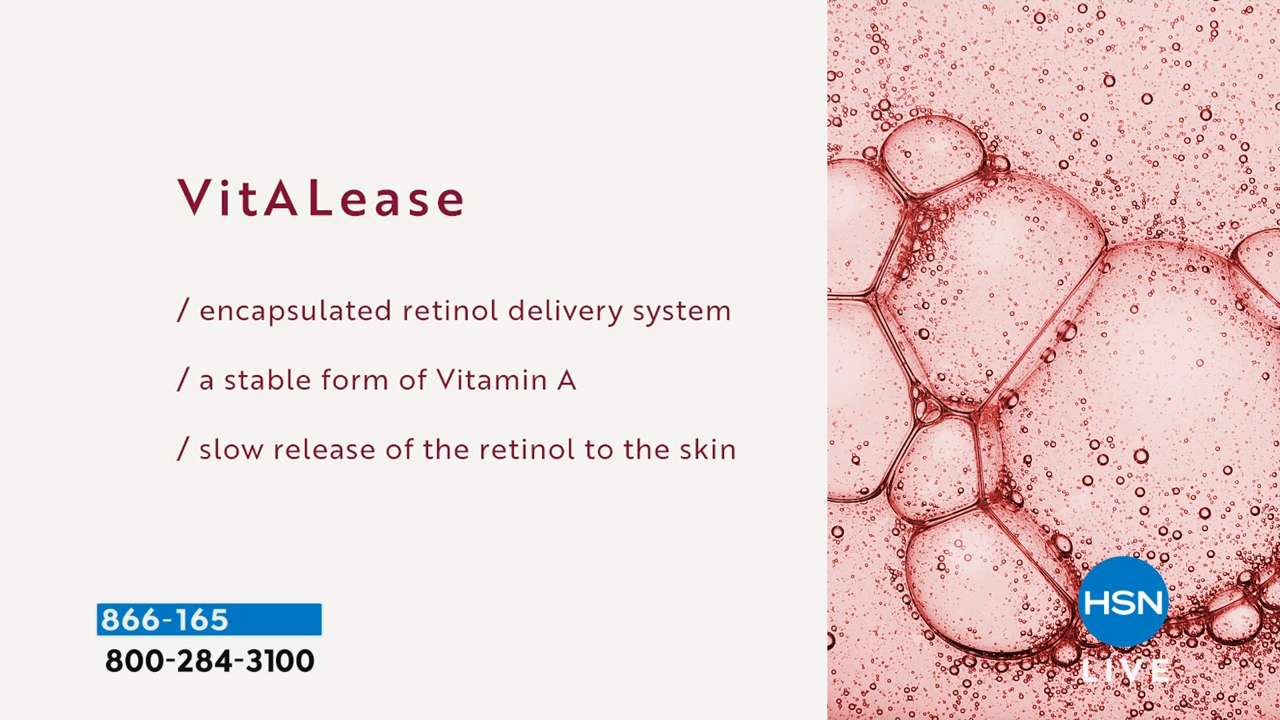 VitALease
/ encapsulated retinol delivery system
/ a stable form of Vitamin A
/ slow release of the retinol to the skin
866-165
800-284-3100
HSN
LIVE